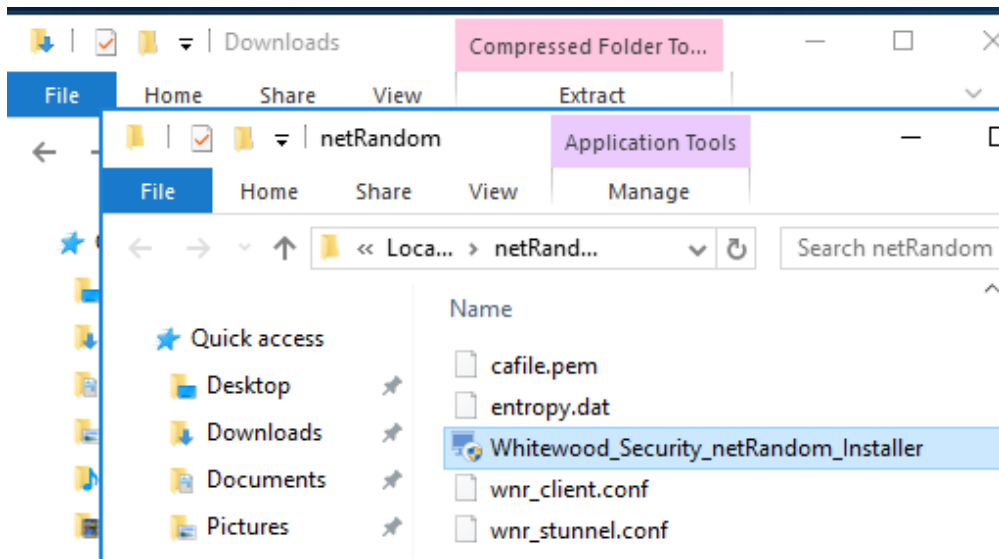 Downloads
Compressed Folder To...
File Home Share View Extract
netRandom
Application Tools
File Home Share View Manage
« Loca... › netRand...
Search netRandom
Name
Quick access
Desktop
Downloads
Documents
Pictures
cafile.pem
entropy.dat
Whitewood_Security_netRandom_Installer
wnr_client.conf
wnr_stunnel.conf